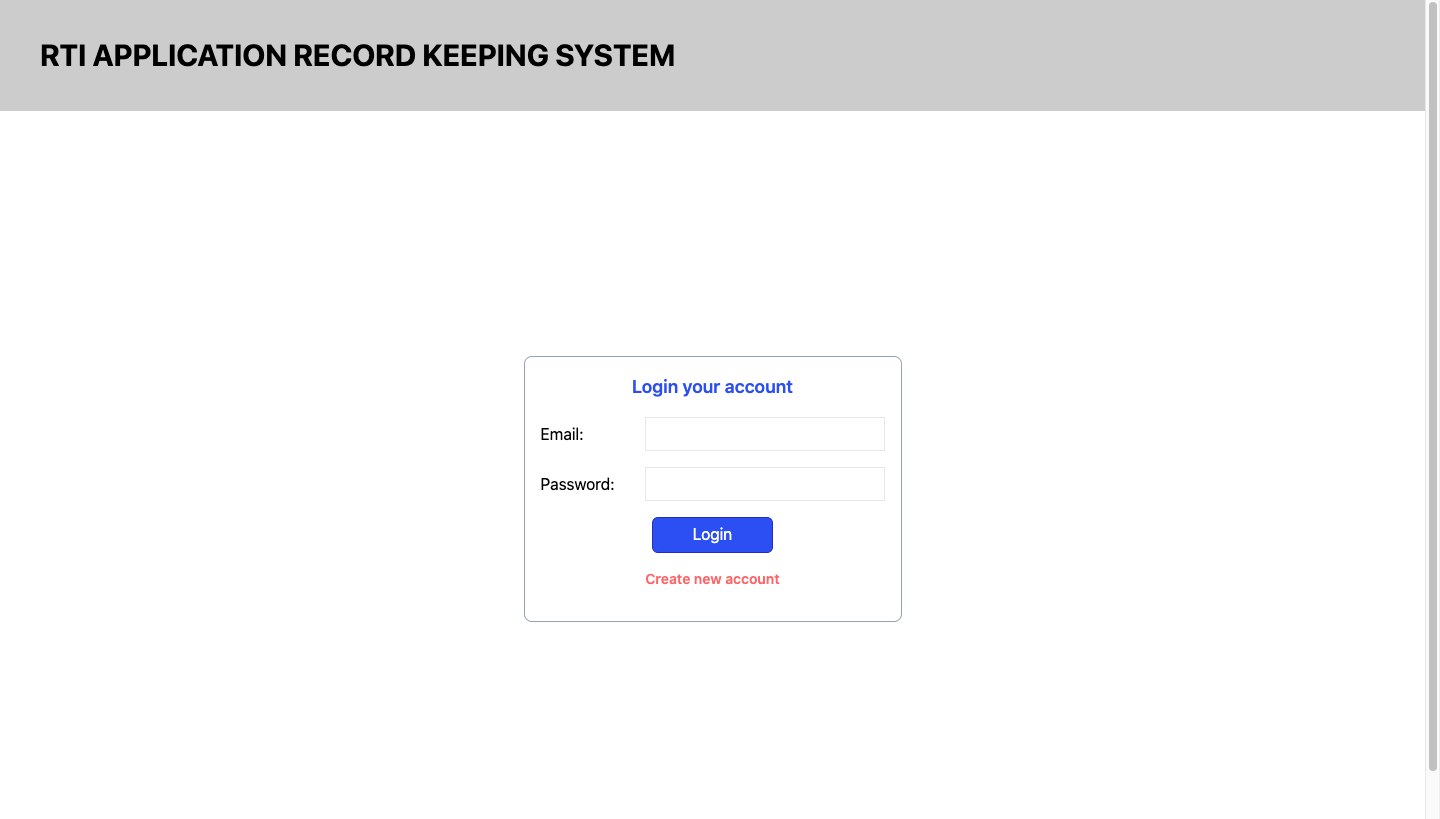 RTI APPLICATION RECORD KEEPING SYSTEM
Login your account
Email:
Password:
Login
Create new account